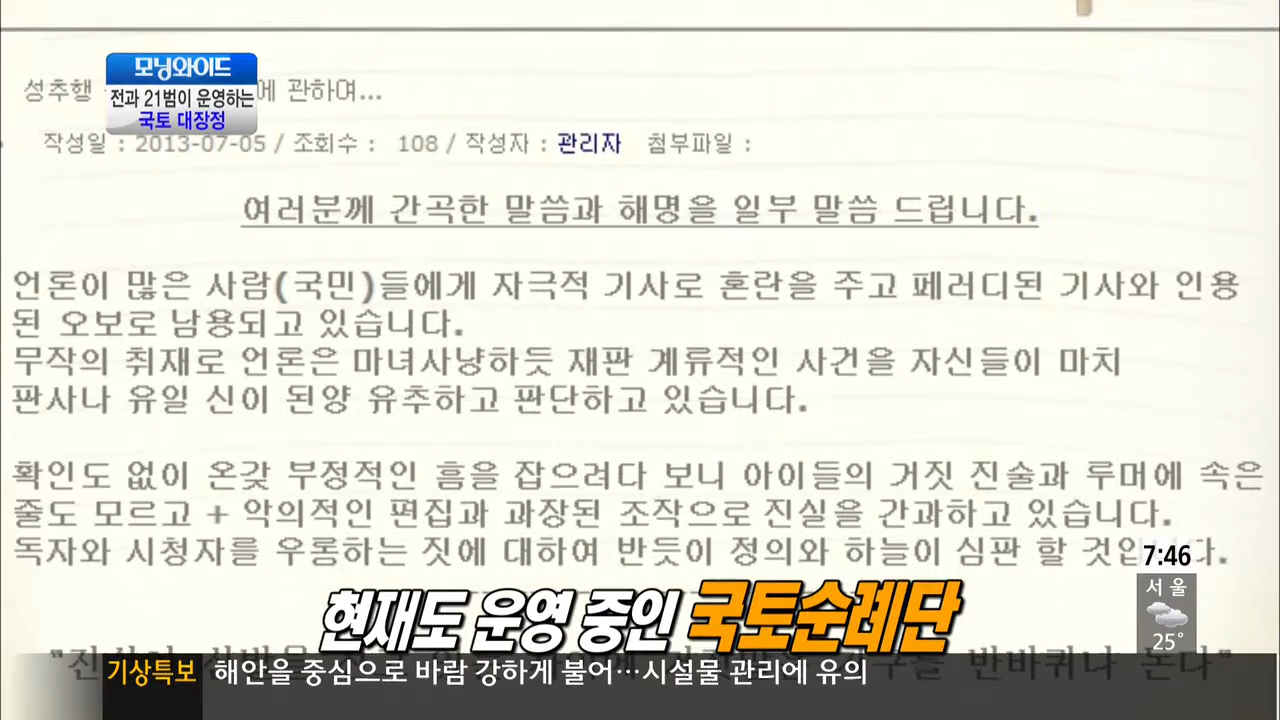 모닝와이드
전과 21범이 운영하는
국토 대장정
성추행
에 관하여...
작성일 : 2013-07-05 / 조회수 : 108 / 작성자 : 관리자 첨부파일 :
여러분께 간곡한 말씀과 해명을 일부 말씀 드립니다.
언론이 많은 사람(국민)들에게 자극적 기사로 혼란을 주고 페러디된 기사와 인용
된 오보로 남용되고 있습니다.
무작의 취재로 언론은 마녀사냥하듯 재판 계류적인 사건을 자신들이 마치
판사나 유일 신이 된양 유추하고 판단하고 있습니다.
확인도 없이 온갖 부정적인 흠을 잡으려다 보니 아이들의 거짓 진술과 루머에 속은
줄도 모르고 + 악의적인 편집과 과장된 조작으로 진실을 간과하고 있습니다.
독자와 시청자를 우롱하는 짓에 대하여 반듯이 정의와 하늘이 심판 할 것입니다.
7:46
서울
25°
현재도 운영 중인 국토순례단
반바퀴나 돈다"
기상특보 해안을 중심으로 바람 강하게 불어…시설물 관리에 유의